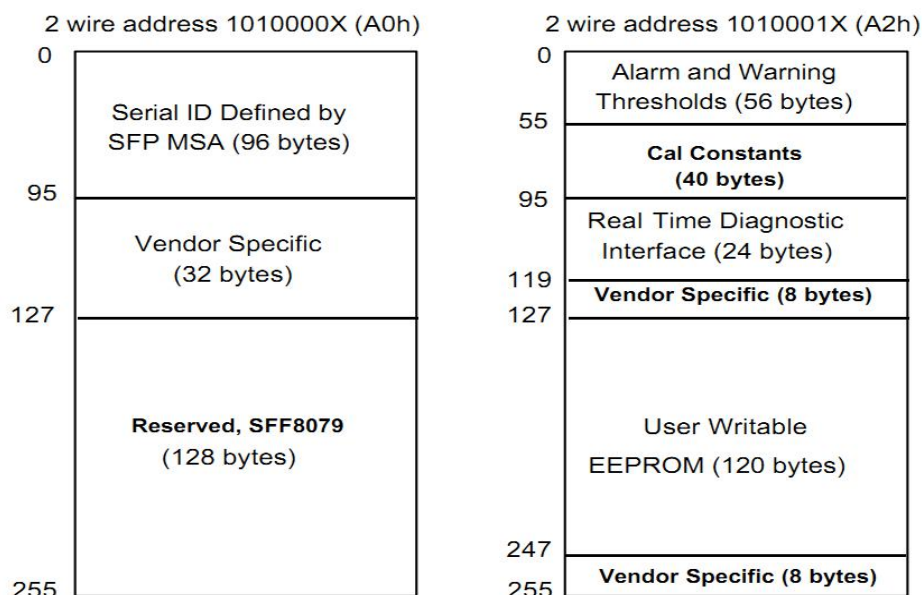 2 wire address 1010000X (A0h)
0
Serial ID Defined by
SFP MSA (96 bytes)
95
Vendor Specific
(32 bytes)
127
Reserved, SFF8079
(128 bytes)
255
2 wire address 1010001X (A2h)
0
Alarm and Warning
Thresholds (56 bytes)
55
Cal Constants
(40 bytes)
95
Real Time Diagnostic
Interface (24 bytes)
119
Vendor Specific (8 bytes)
127
User Writable
EEPROM (120 bytes)
247
Vendor Specific (8 bytes)
255